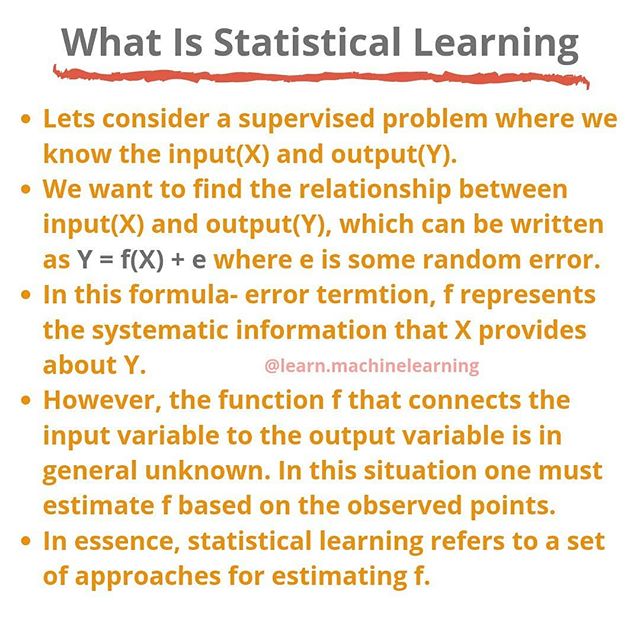 What Is Statistical Learning
• Lets consider a supervised problem where we
know the input(X) and output(Y).
• We want to find the relationship between
input(X) and output(Y), which can be written
as Y = f(X) + e where e is some random error.
• In this formula- error termtion, f represents
the systematic information that X provides
about Y.
@learn.machinelearning
• However, the function f that connects the
input variable to the output variable is in
general unknown. In this situation one must
estimate f based on the observed points.
• In essence, statistical learning refers to a set
of approaches for estimating f.